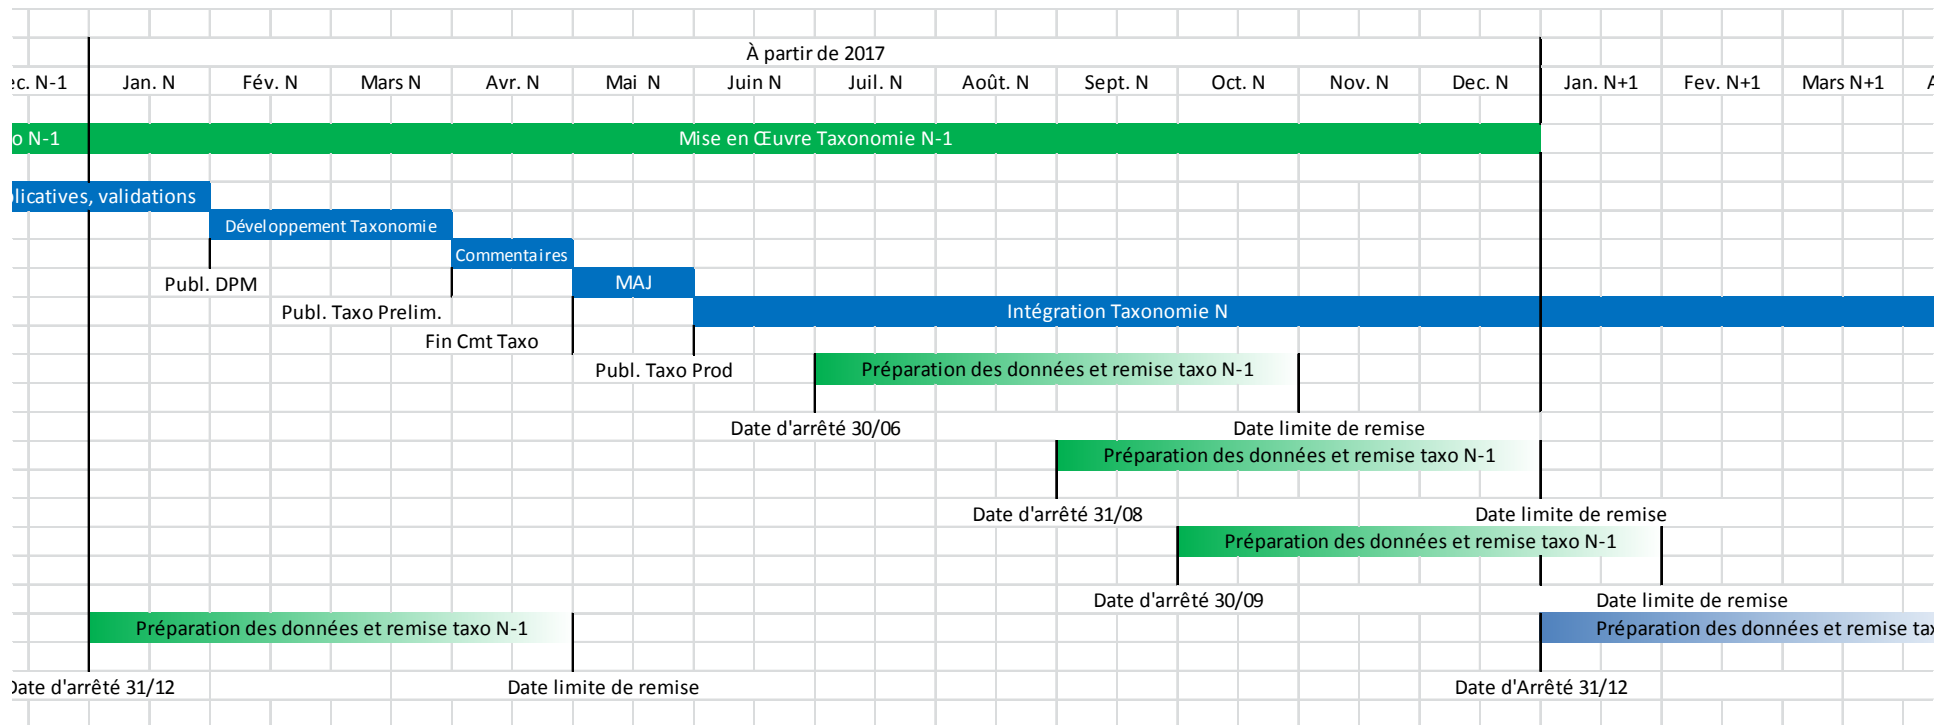 À partir de 2017
ec. N-1 Jan. N Fév. N Mars N Avr. N Mai N Juin N Juil. N Août. N Sept. N Oct. N Nov. N Dec. N Jan. N+1 Fev. N+1 Mars N+1 A
o N-1 Mise en Œuvre Taxonomie N-1
licatives, validations
Développement Taxonomie
Commentaires
Publ. DPM MAJ
Publ. Taxo Prelim. Intégration Taxonomie N
Fin Cmt Taxo
Publ. Taxo Prod Préparation des données et remise taxo N-1
Date d'arrêté 30/06 Date limite de remise
Préparation des données et remise taxo N-1
Date d'arrêté 31/08 Date limite de remise
Préparation des données et remise taxo N-1
Date d'arrêté 30/09 Date limite de remise
Préparation des données et remise taxo N-1 Préparation des données et remise tax
Date d'arrêté 31/12 Date limite de remise Date d'Arrêté 31/12